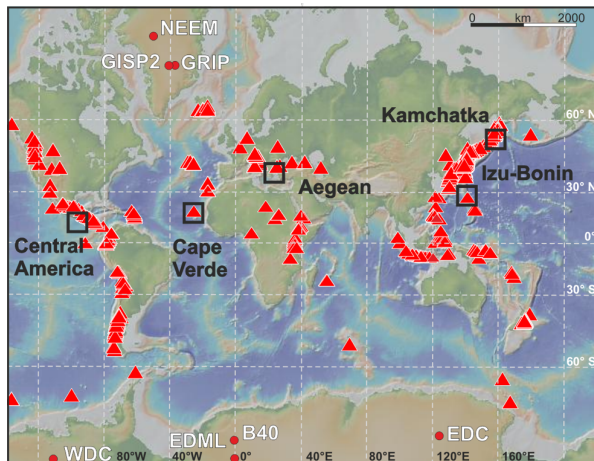 0 km 2000
NEEM
GISP2 GRIP
Kamchatka
60°N
Izu-Bonin
30°N
Aegean
Central
America
Cape
Verde
0°
30°S
60°S
B40
EDML
EDC
WDC
80°W 40°W 0° 40°E 80°E 120°E 160°E